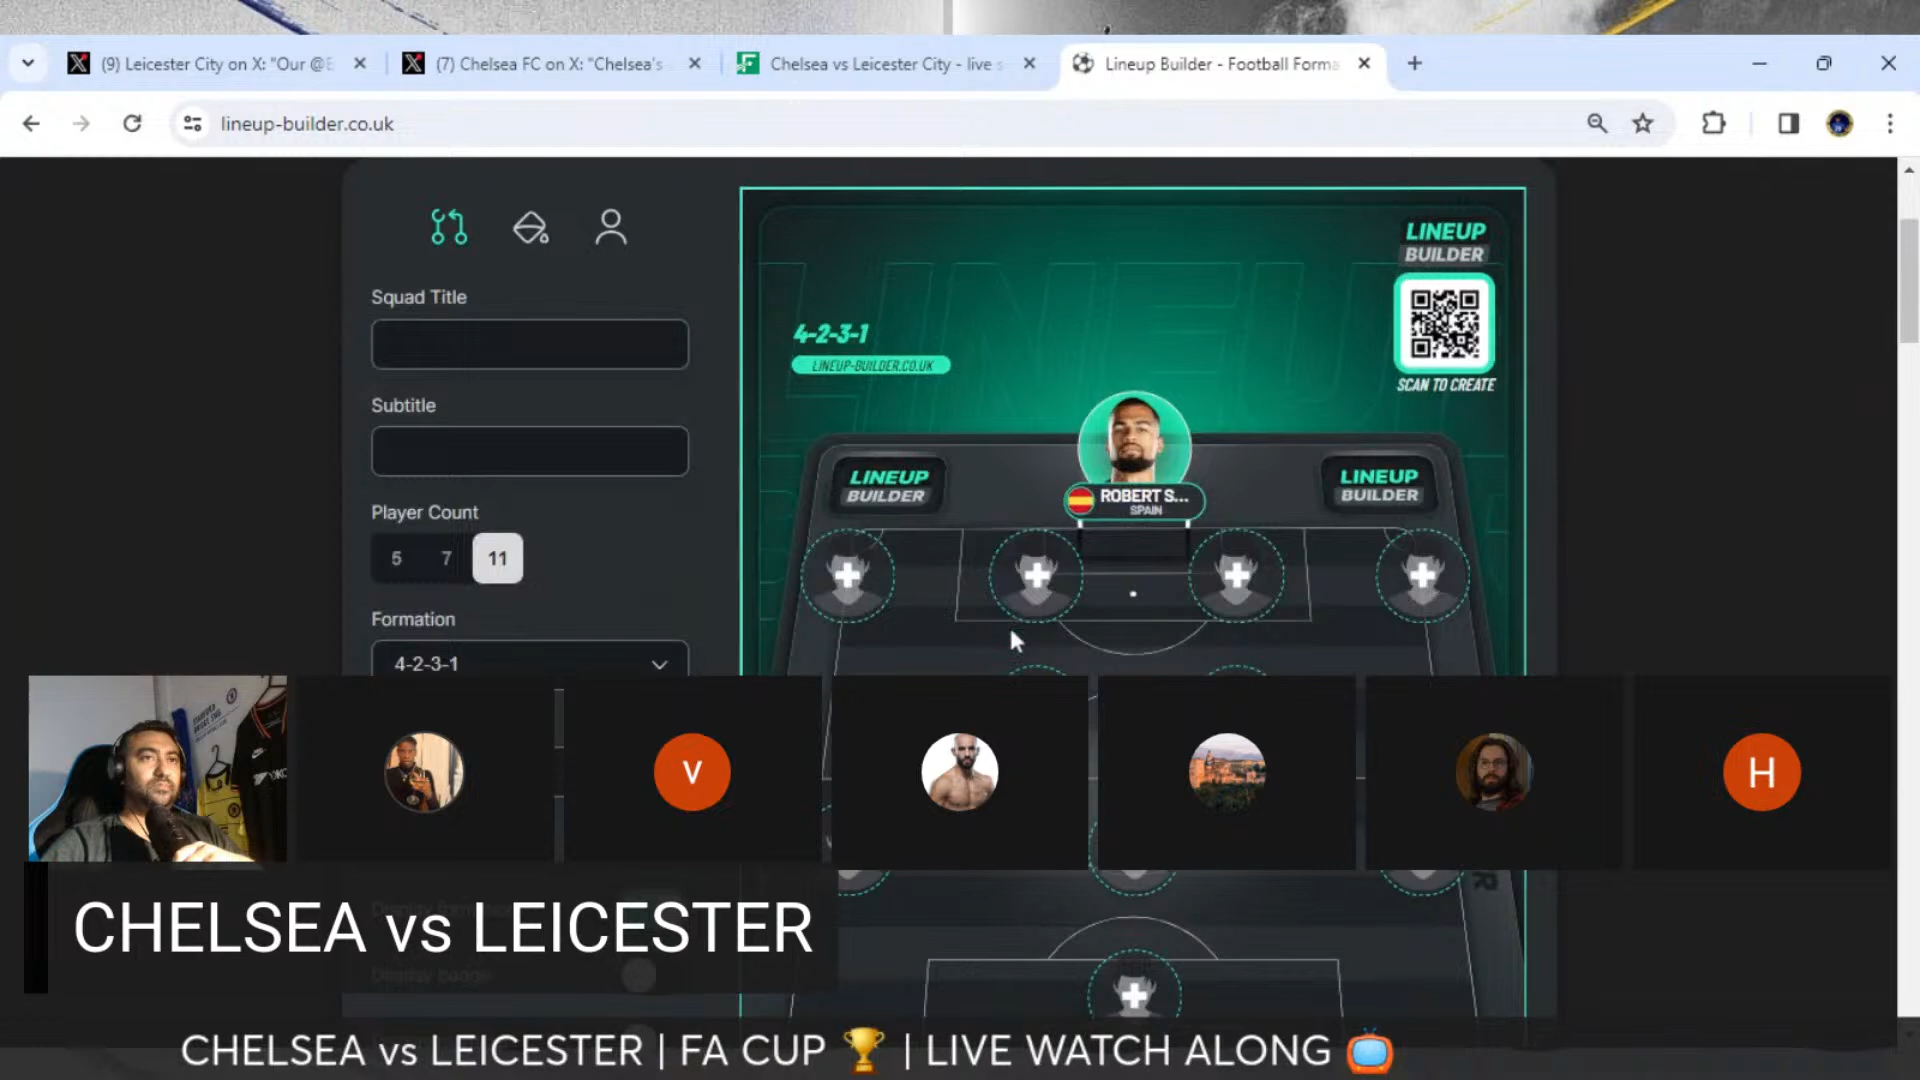 (9) Leicester City on X: "Our @E
(7) Chelsea FC on X: "Chelsea's
Chelsea vs Leicester City - live s
Lineup Builder - Football Forma
lineup-builder.co.uk
Squad Title
Subtitle
Player Count
5 7 11
Formation
4-2-3-1
LINEUP
BUILDER
4-2-3-1
LINEUP-BUILDER.CO.UK
SCAN TO CREATE
LINEUP
BUILDER
ROBERT S...
SPAIN
LINEUP
BUILDER
V
H
CHELSEA vs LEICESTER
CHELSEA vs LEICESTER | FA CUP 🏆 | LIVE WATCH ALONG 📺